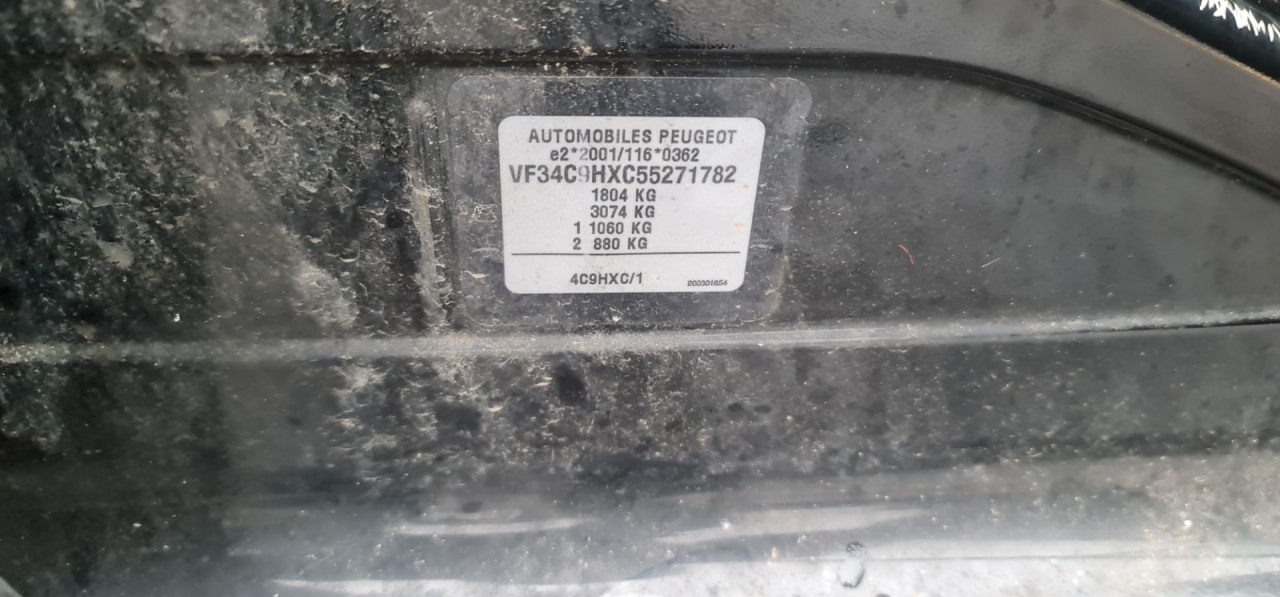 AUTOMOBILES PEUGEOT
e2*2001/116*0362
VF34C9HXC55271782
1804 KG
3074 KG
1 1060 KG
2 880 KG
4C9HXC/1
200301654